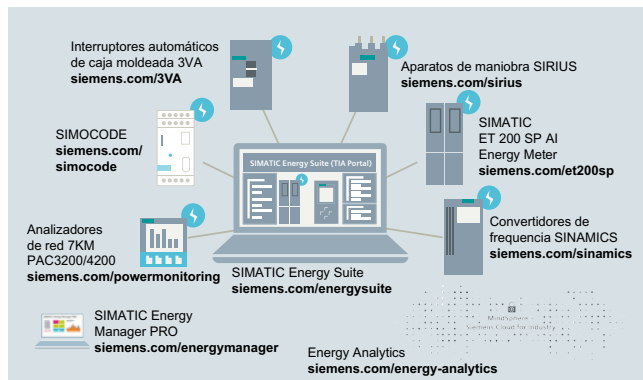 Interruptores automáticos
de caja moldeada 3VA
siemens.com/3VA
Aparatos de maniobra SIRIUS
siemens.com/sirius
SIMOCODE
siemens.com/
simocode
SIMATIC
ET 200 SP AI
Energy Meter
siemens.com/et200sp
SIMATIC Energy Suite (TIA Portal)
Analizadores
de red 7KM
PAC3200/4200
siemens.com/powermonitoring
Convertidores de
frequencia SINAMICS
siemens.com/sinamics
SIMATIC Energy Suite
siemens.com/energysuite
SIMATIC Energy
Manager PRO
siemens.com/energymanager
MindSphere -
Siemens Cloud for Industry
Energy Analytics
siemens.com/energy-analytics